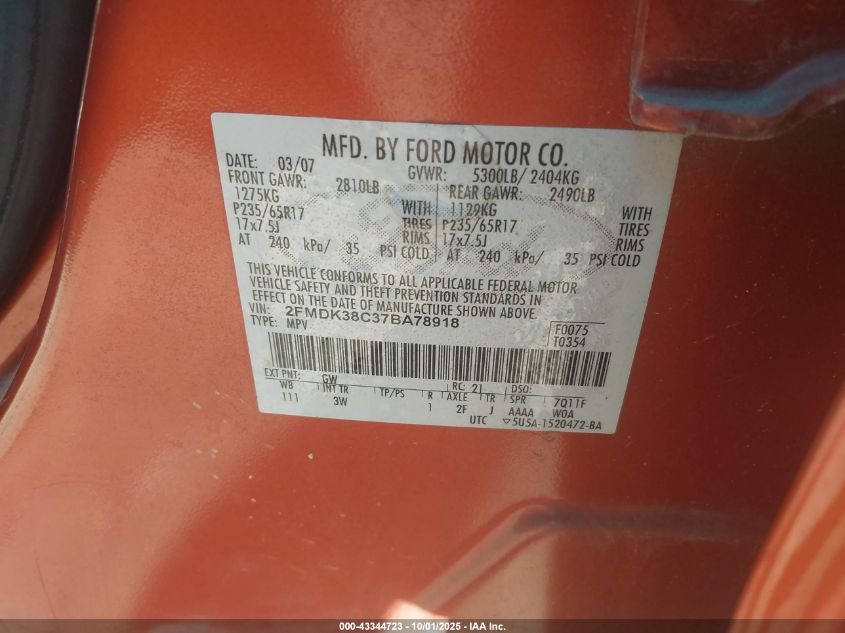 MFD. BY FORD MOTOR CO.
DATE: 03/07 GVWR: 5300LB/ 2404KG
FRONT GAWR: 2810LB REAR GAWR: 2490LB
1275KG WITH 1129KG WITH
P235/65R17 TIRES P235/65R17 TIRES
17x7.5J RIMS 17x7.5J RIMS
AT 240 kPa/ 35 PSI COLD AT 240 kPa/ 35 PSI COLD
THIS VEHICLE CONFORMS TO ALL APPLICABLE FEDERAL MOTOR
VEHICLE SAFETY AND THEFT PREVENTION STANDARDS IN
EFFECT ON THE DATE OF MANUFACTURE SHOWN ABOVE.
VIN: 2FMDK38C37BA78918 F0075
TYPE: MPV T0354
EXT PNT: GW RC: 21 DSO:
WB INT TR TP/PS R AXLE TR SPR 7Q11F
111 3W 1 2F J AAAA WOA
UTC ▽5U5A-1520472-BA
000-43344723 - 10/01/2025 - IAA Inc.